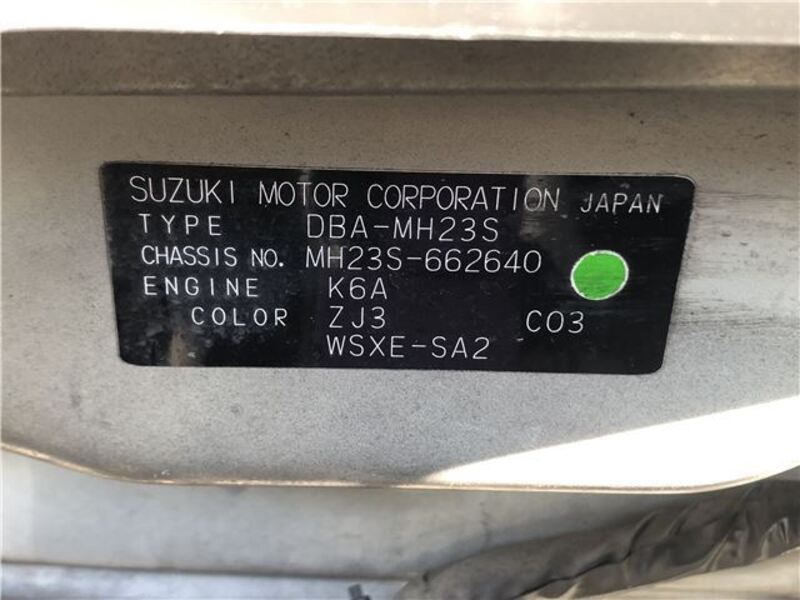 SUZUKI MOTOR CORPORATION JAPAN
TYPE DBA-MH23S
CHASSIS NO. MH23S-662640
ENGINE K6A
COLOR ZJ3 C03
WSXE-SA2